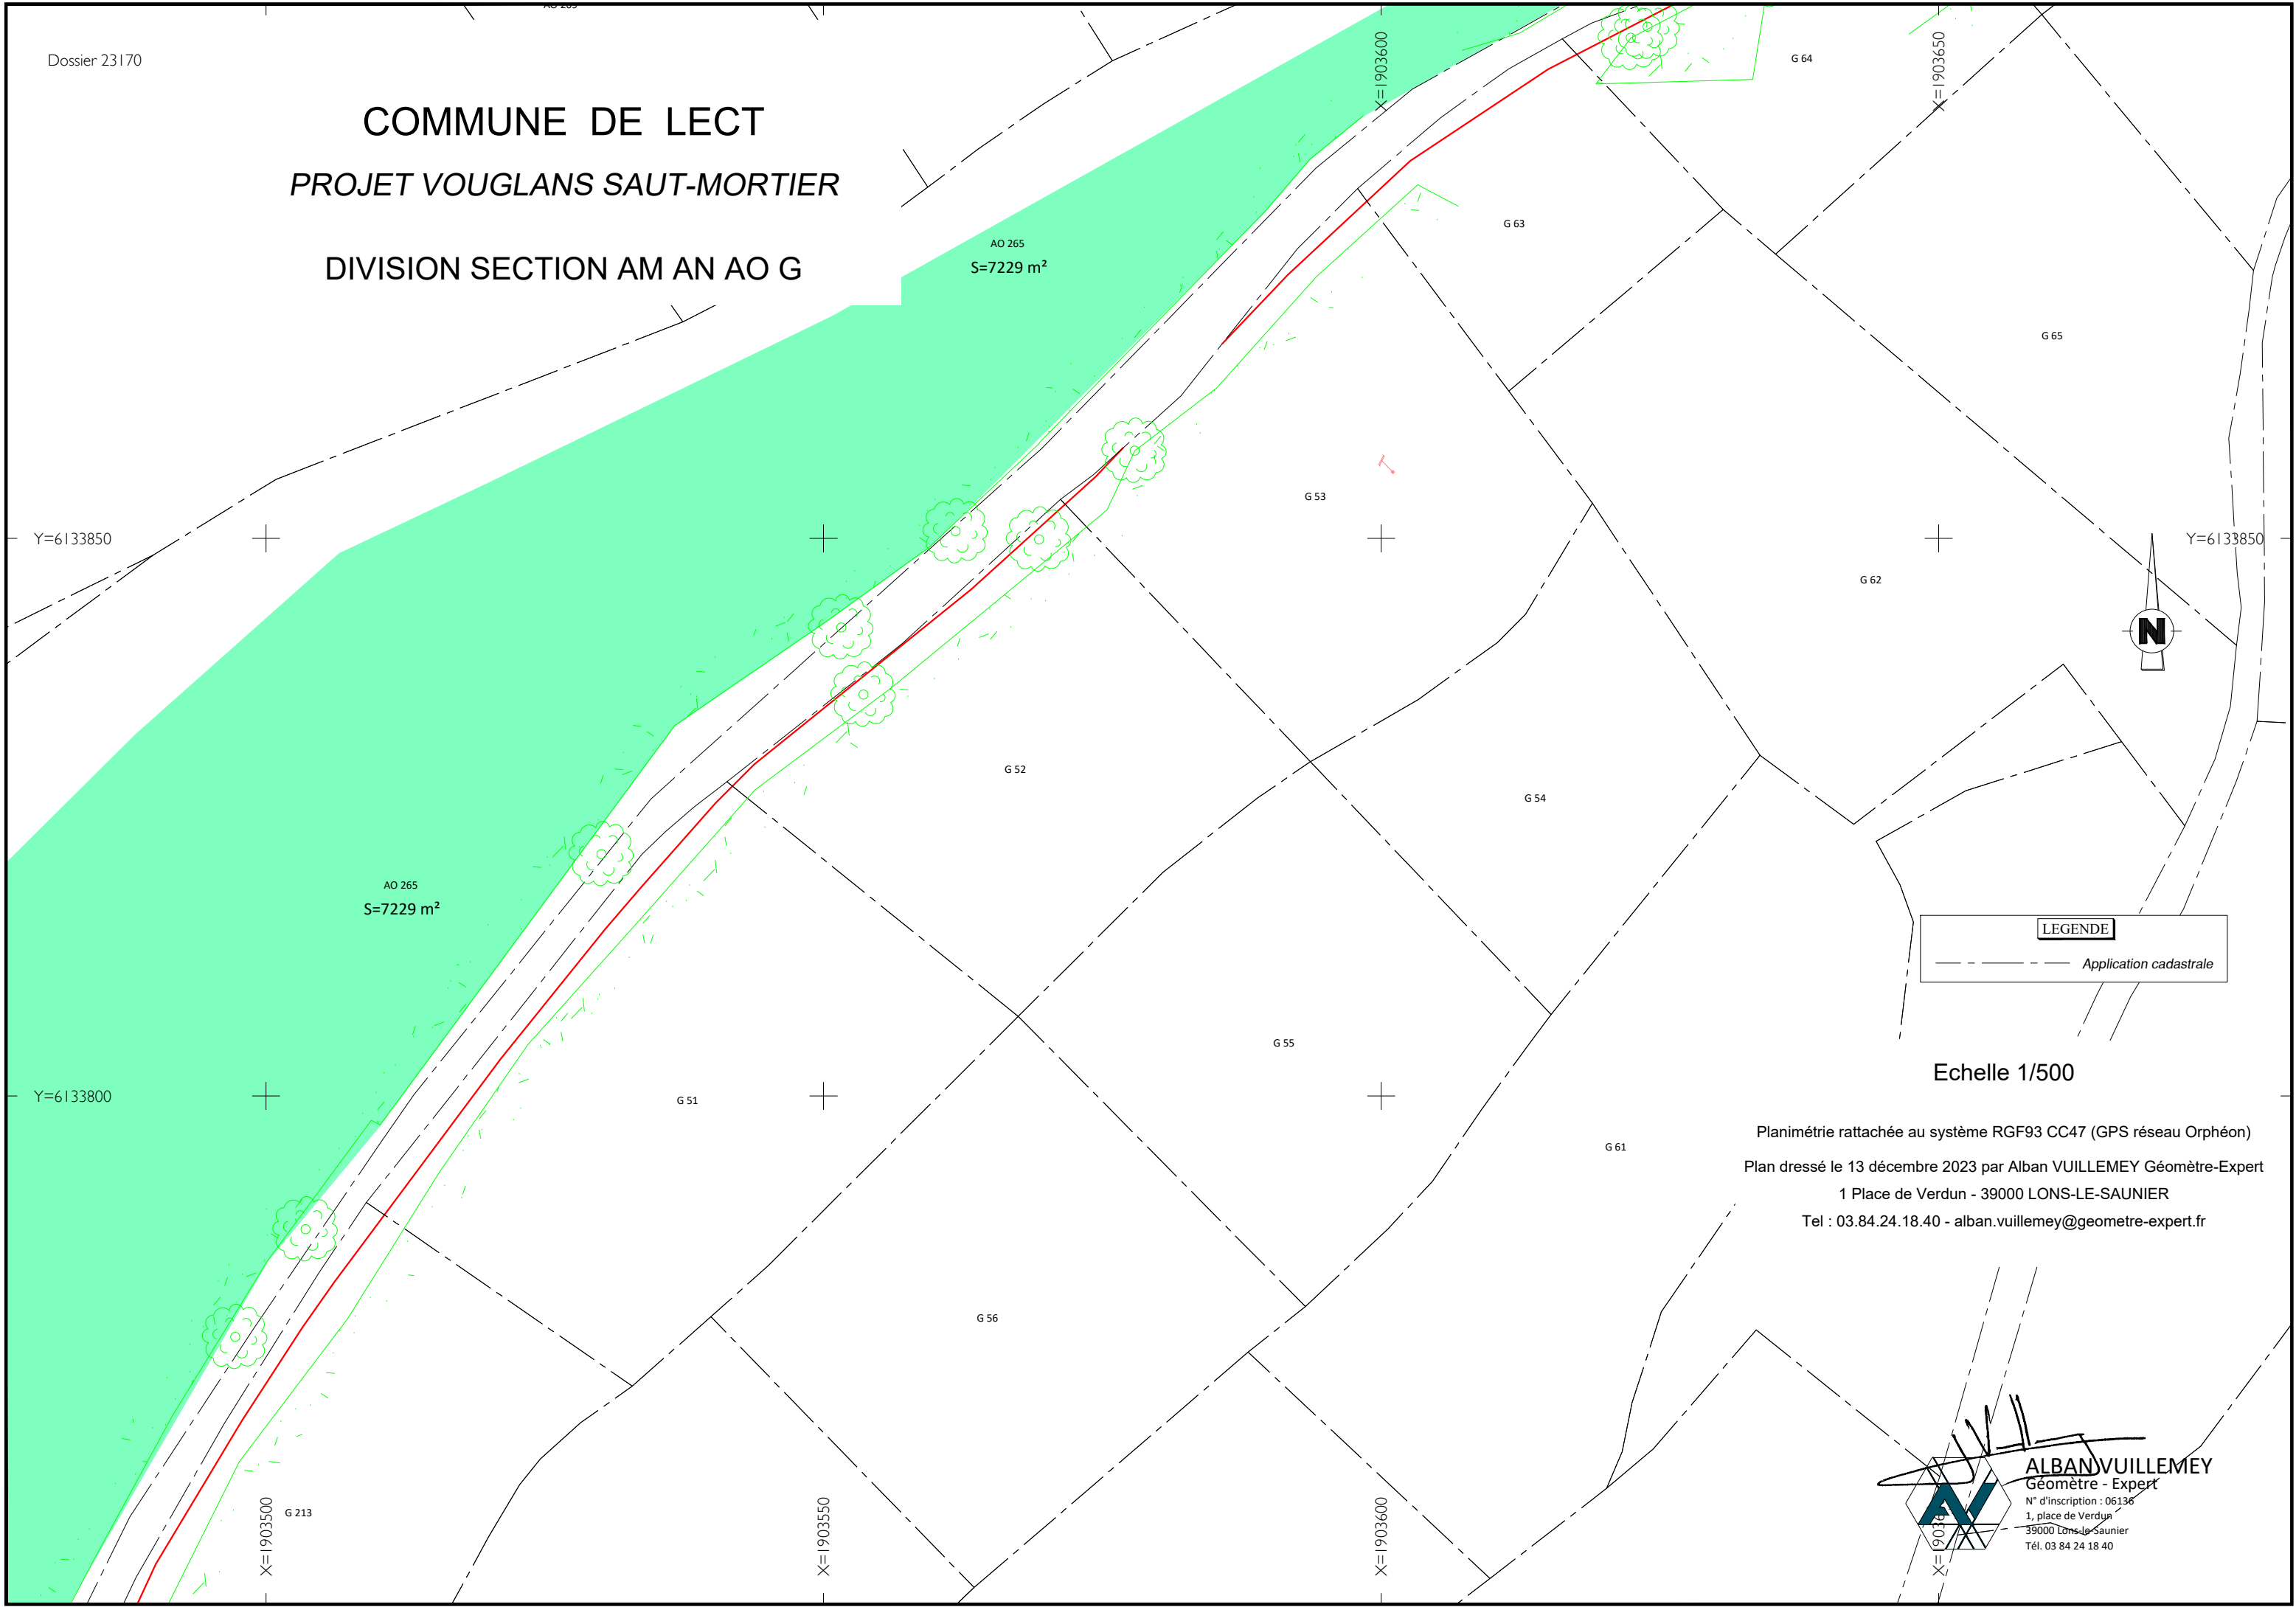 Dossier 23170
COMMUNE DE LECT
PROJET VOUGLANS SAUT-MORTIER
DIVISION SECTION AM AN AO G
X=1903600
X=1903650
G 64
G 63
AO 265
S=7229 m²
G 65
G 53
Y=6133850
Y=6133850
G 62
N
G 52
G 54
AO 265
S=7229 m²
LEGENDE
Application cadastrale
G 55
Echelle 1/500
Y=6133800
G 51
Planimétrie rattachée au système RGF93 CC47 (GPS réseau Orphéon)
G 61
Plan dressé le 13 décembre 2023 par Alban VUILLEMEY Géomètre-Expert
1 Place de Verdun - 39000 LONS-LE-SAUNIER
Tel : 03.84.24.18.40 - alban.vuillemey@geometre-expert.fr
G 56
ALBAN VUILLEMEY
Géomètre - Expert
N° d'inscription : 06136
1, place de Verdun
39000 Lons-le-Saunier
Tél. 03 84 24 18 40
AV
G 213
X=1903500
X=1903550
X=1903600